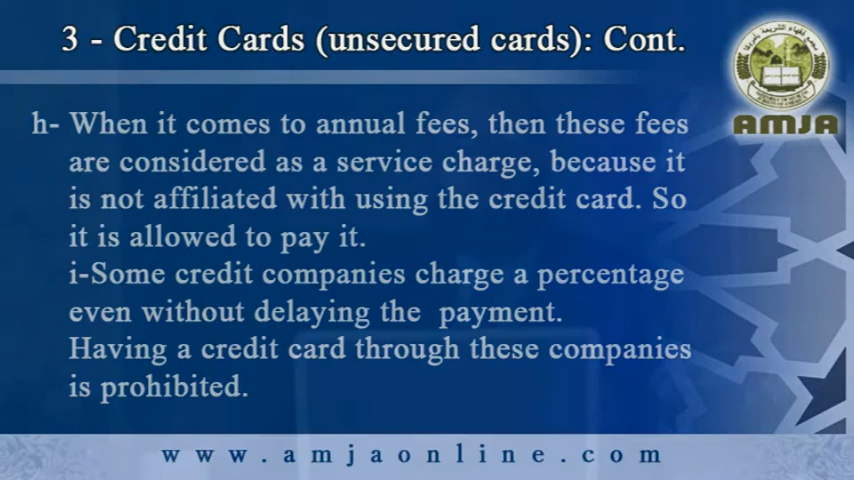 3 - Credit Cards (unsecured cards): Cont.
h- When it comes to annual fees, then these fees
are considered as a service charge, because it
is not affiliated with using the credit card. So
it is allowed to pay it.
i-Some credit companies charge a percentage
even without delaying the payment.
Having a credit card through these companies
is prohibited.
AMJA
www.amjaonline.com